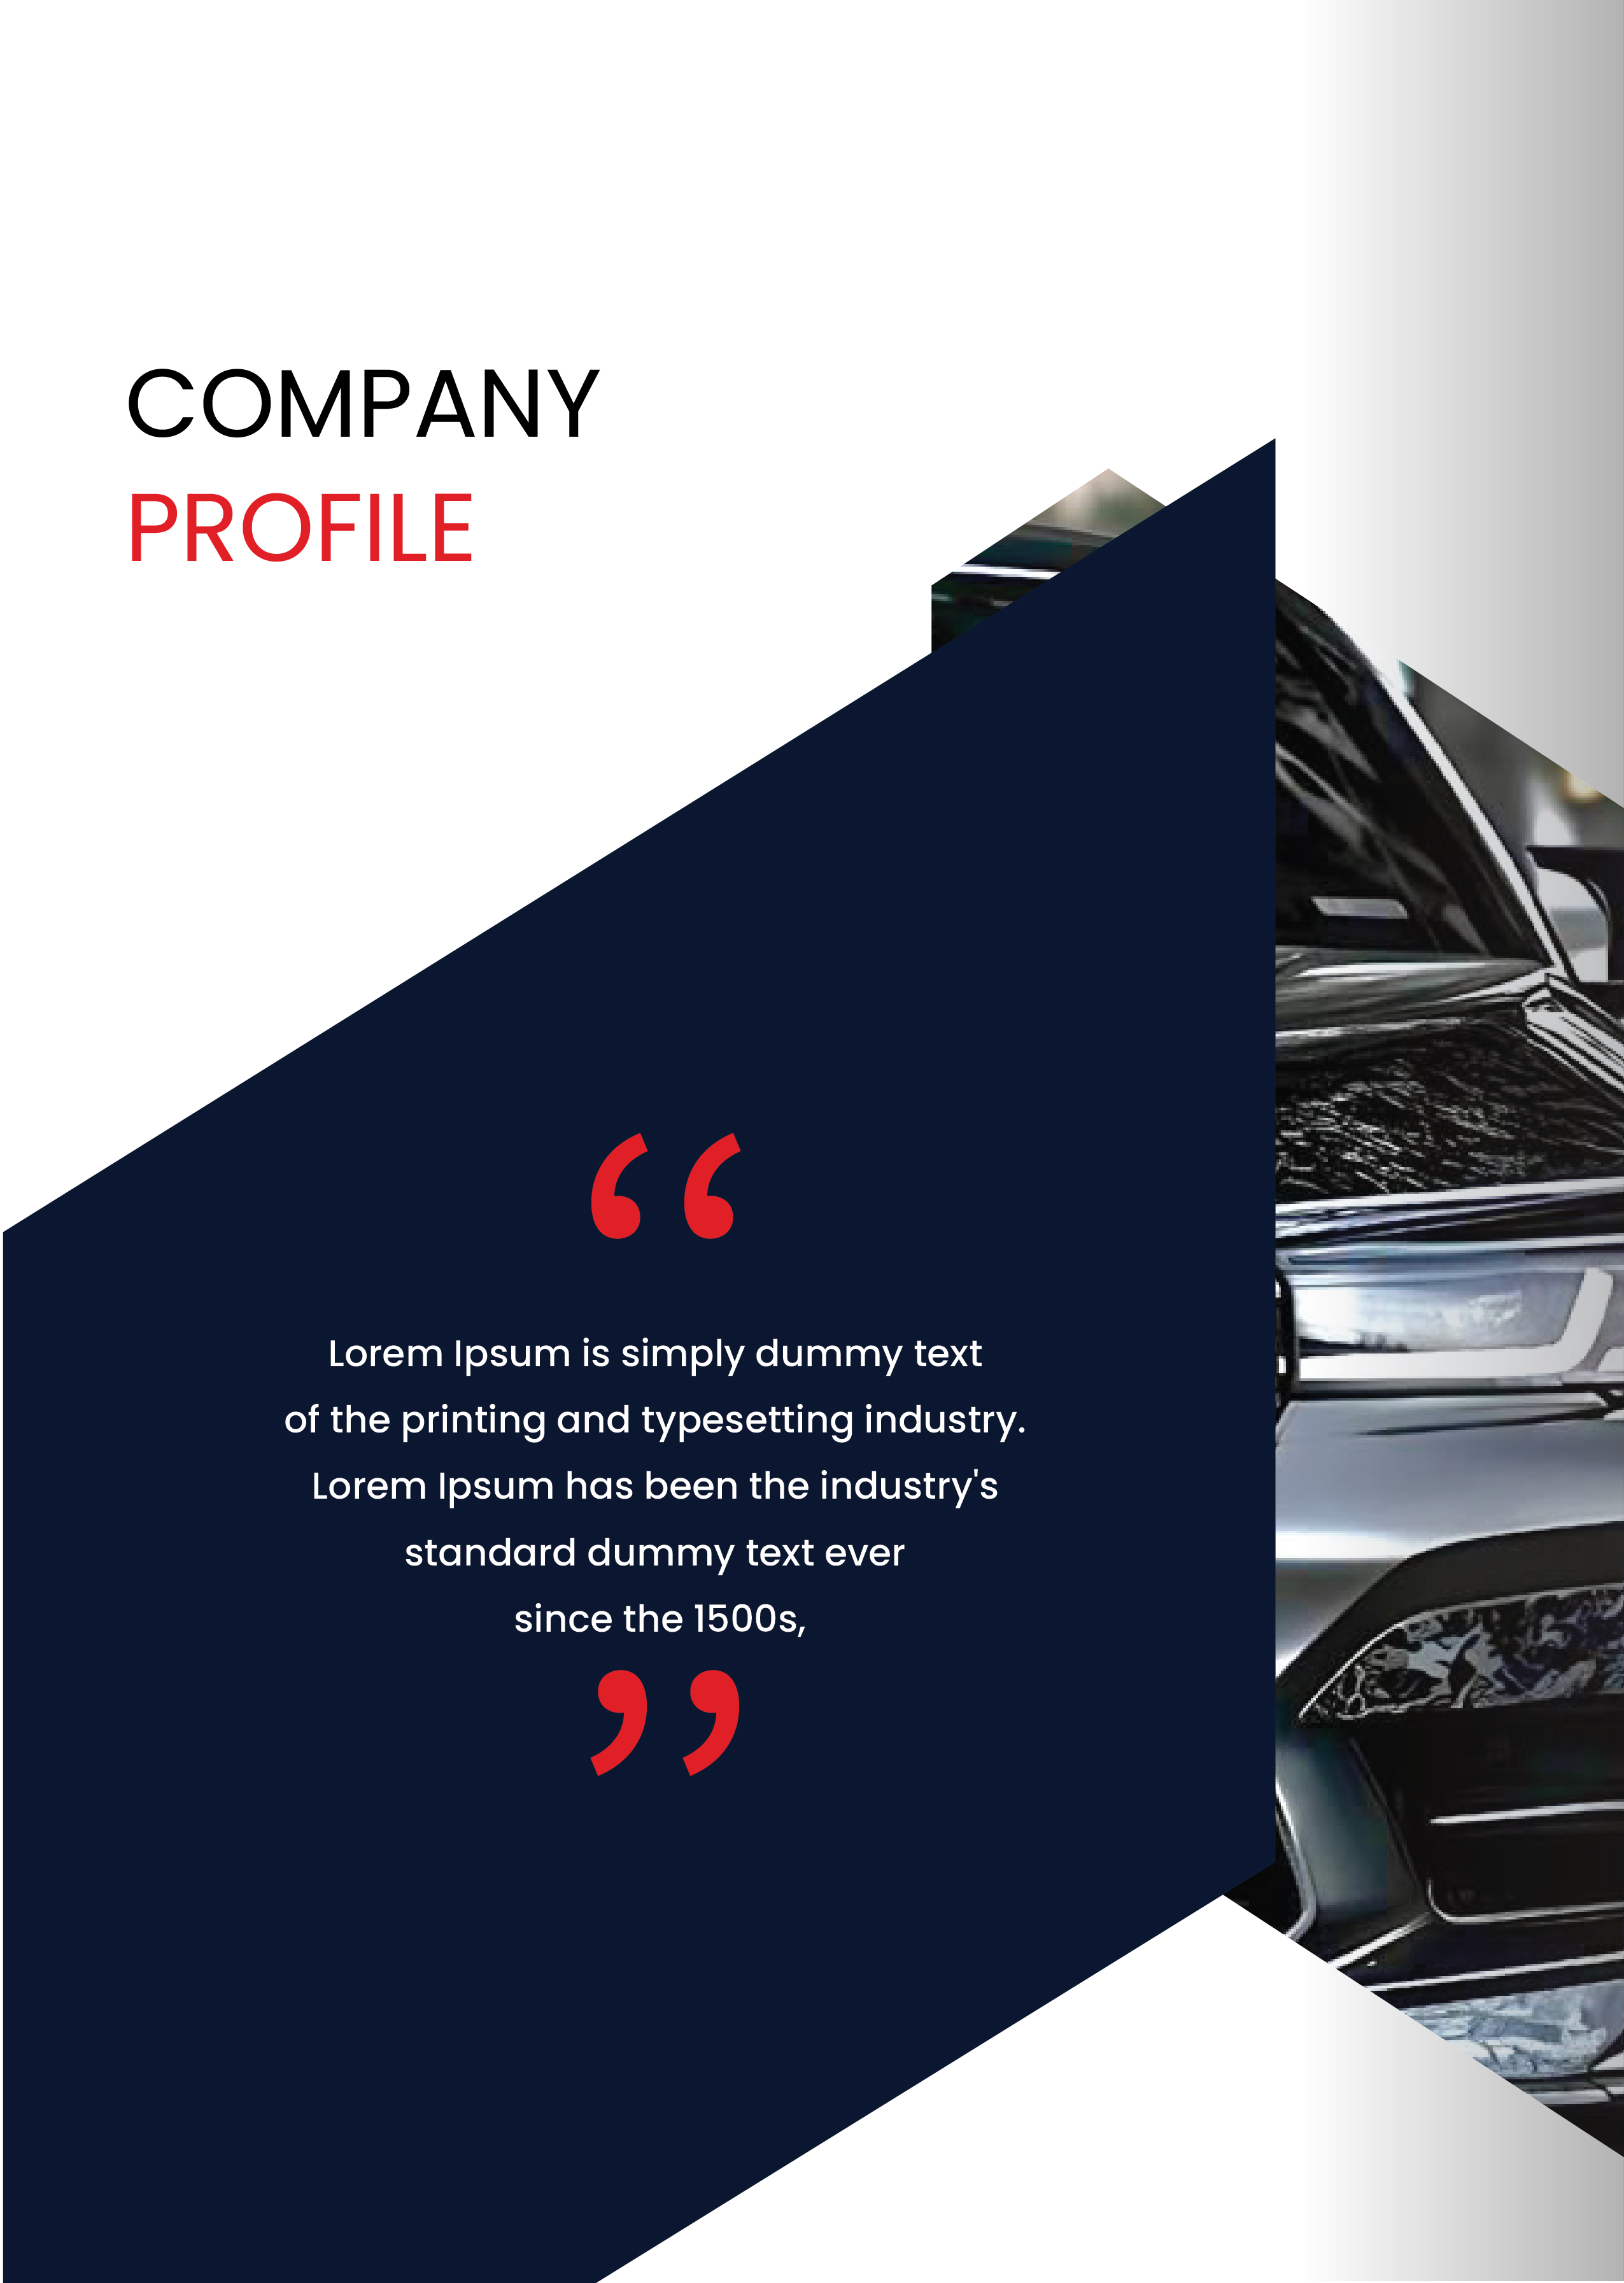 COMPANY
PROFILE
“
Lorem Ipsum is simply dummy text
of the printing and typesetting industry.
Lorem Ipsum has been the industry's
standard dummy text ever
since the 1500s,
”